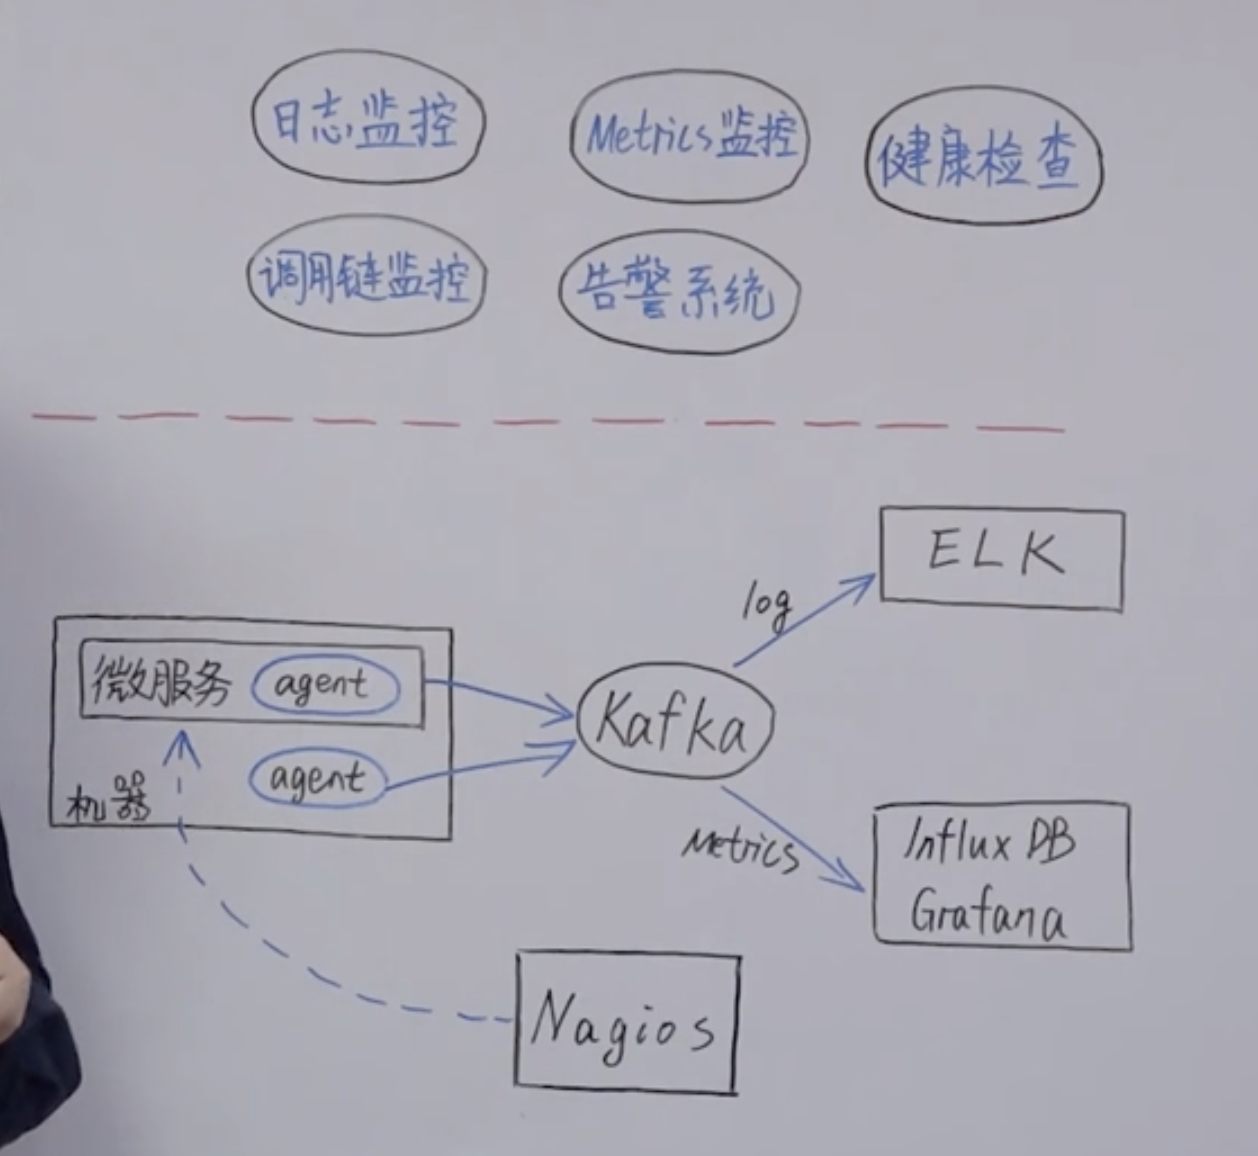 日志监控
Metrics监控
健康检查
调用链监控
告警系统
ELK
log
微服务
agent
Kafka
agent
机器
Metrics
Influx DB
Grafana
Nagios